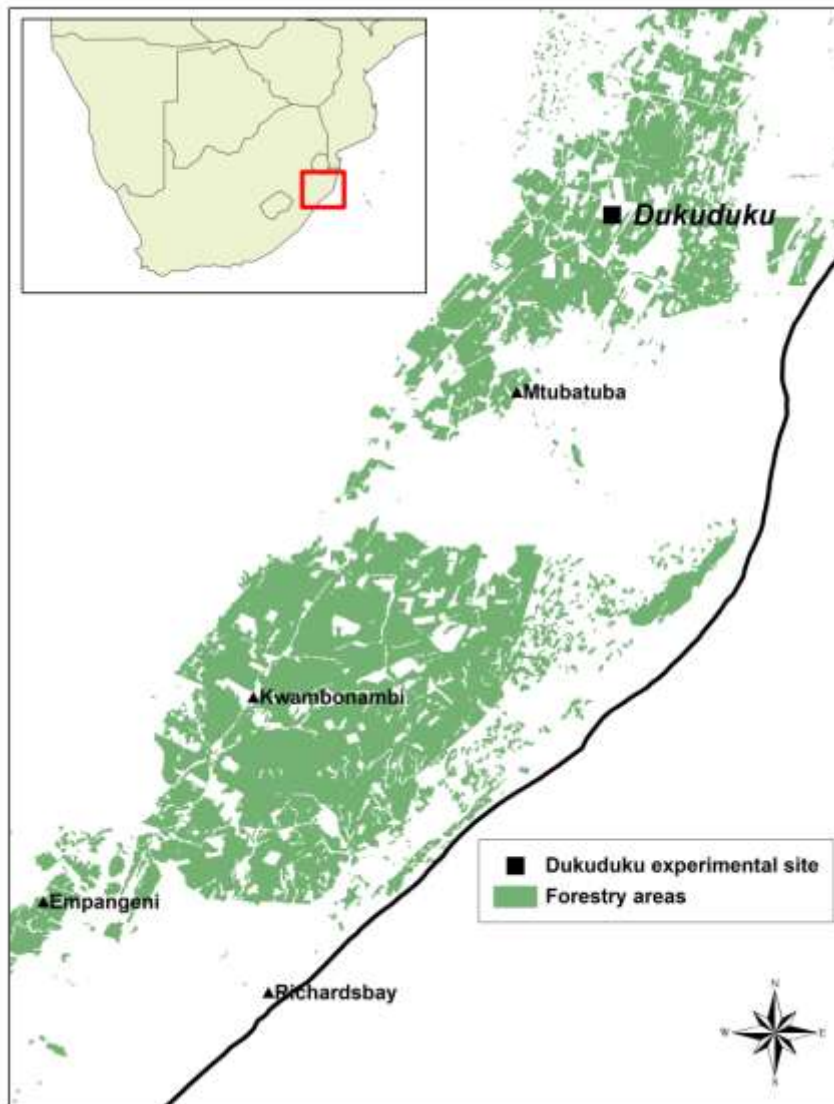 Dukuduku
Mtubatuba
Kwambonambi
Dukuduku experimental site
Forestry areas
Empangeni
Richardsbay
N
W
E
S